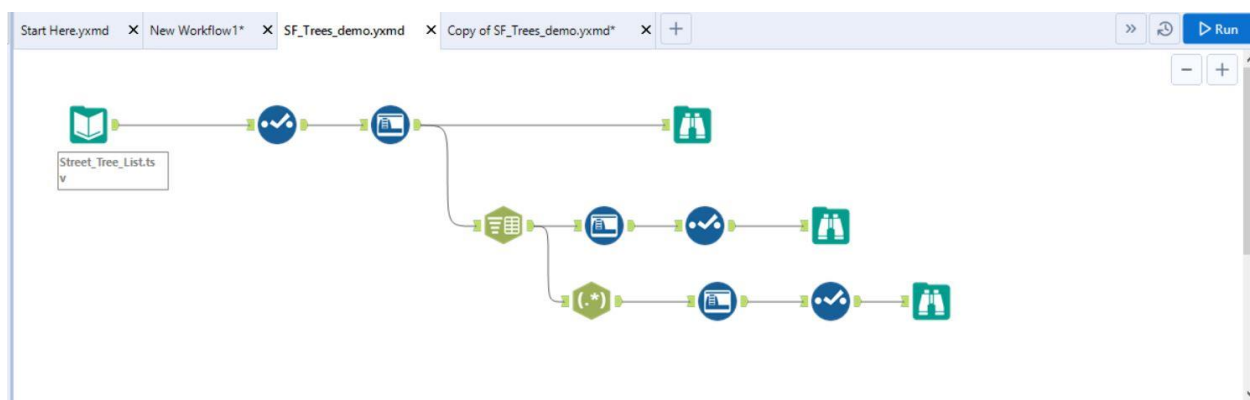 Start Here.yxmd X New Workflow1* X SF_Trees_demo.yxmd X Copy of SF_Trees_demo.yxmd* X +
» Run
− +
Street_Tree_List.ts
v
(.*)